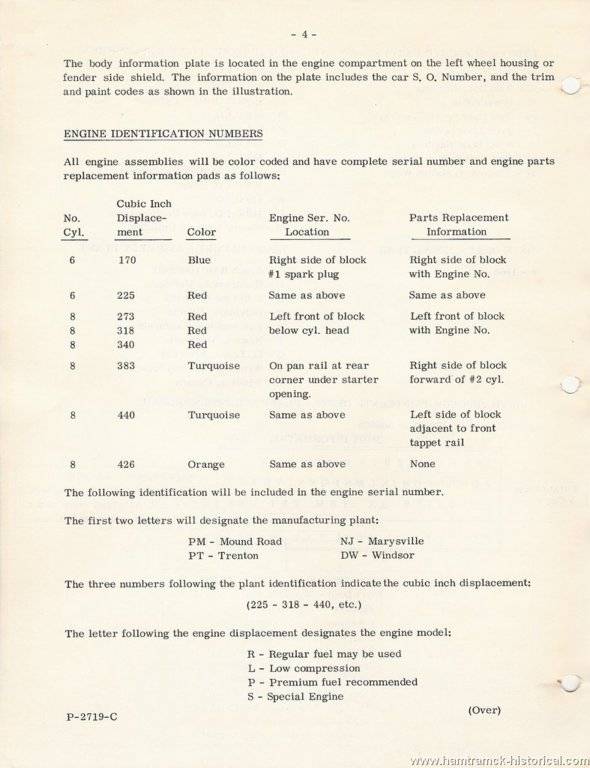 - 4 -
The body information plate is located in the engine compartment on the left wheel housing or
fender side shield. The information on the plate includes the car S. O. Number, and the trim
and paint codes as shown in the illustration.
ENGINE IDENTIFICATION NUMBERS
All engine assemblies will be color coded and have complete serial number and engine parts
replacement information pads as follows:
Cubic Inch
No. Displace- Engine Ser. No. Parts Replacement
Cyl. ment Color Location Information
6 170 Blue Right side of block Right side of block
#1 spark plug with Engine No.
6 225 Red Same as above Same as above
8 273 Red Left front of block Left front of block
8 318 Red below cyl. head with Engine No.
8 340 Red
8 383 Turquoise On pan rail at rear Right side of block
corner under starter forward of #2 cyl.
opening.
8 440 Turquoise Same as above Left side of block
adjacent to front
tappet rail
8 426 Orange Same as above None
The following identification will be included in the engine serial number.
The first two letters will designate the manufacturing plant:
PM - Mound Road NJ - Marysville
PT - Trenton DW - Windsor
The three numbers following the plant identification indicate the cubic inch displacement:
(225 - 318 - 440, etc.)
The letter following the engine displacement designates the engine model:
R - Regular fuel may be used
L - Low compression
P - Premium fuel recommended
S - Special Engine
P-2719-C (Over)
www.hamtramck-historical.com